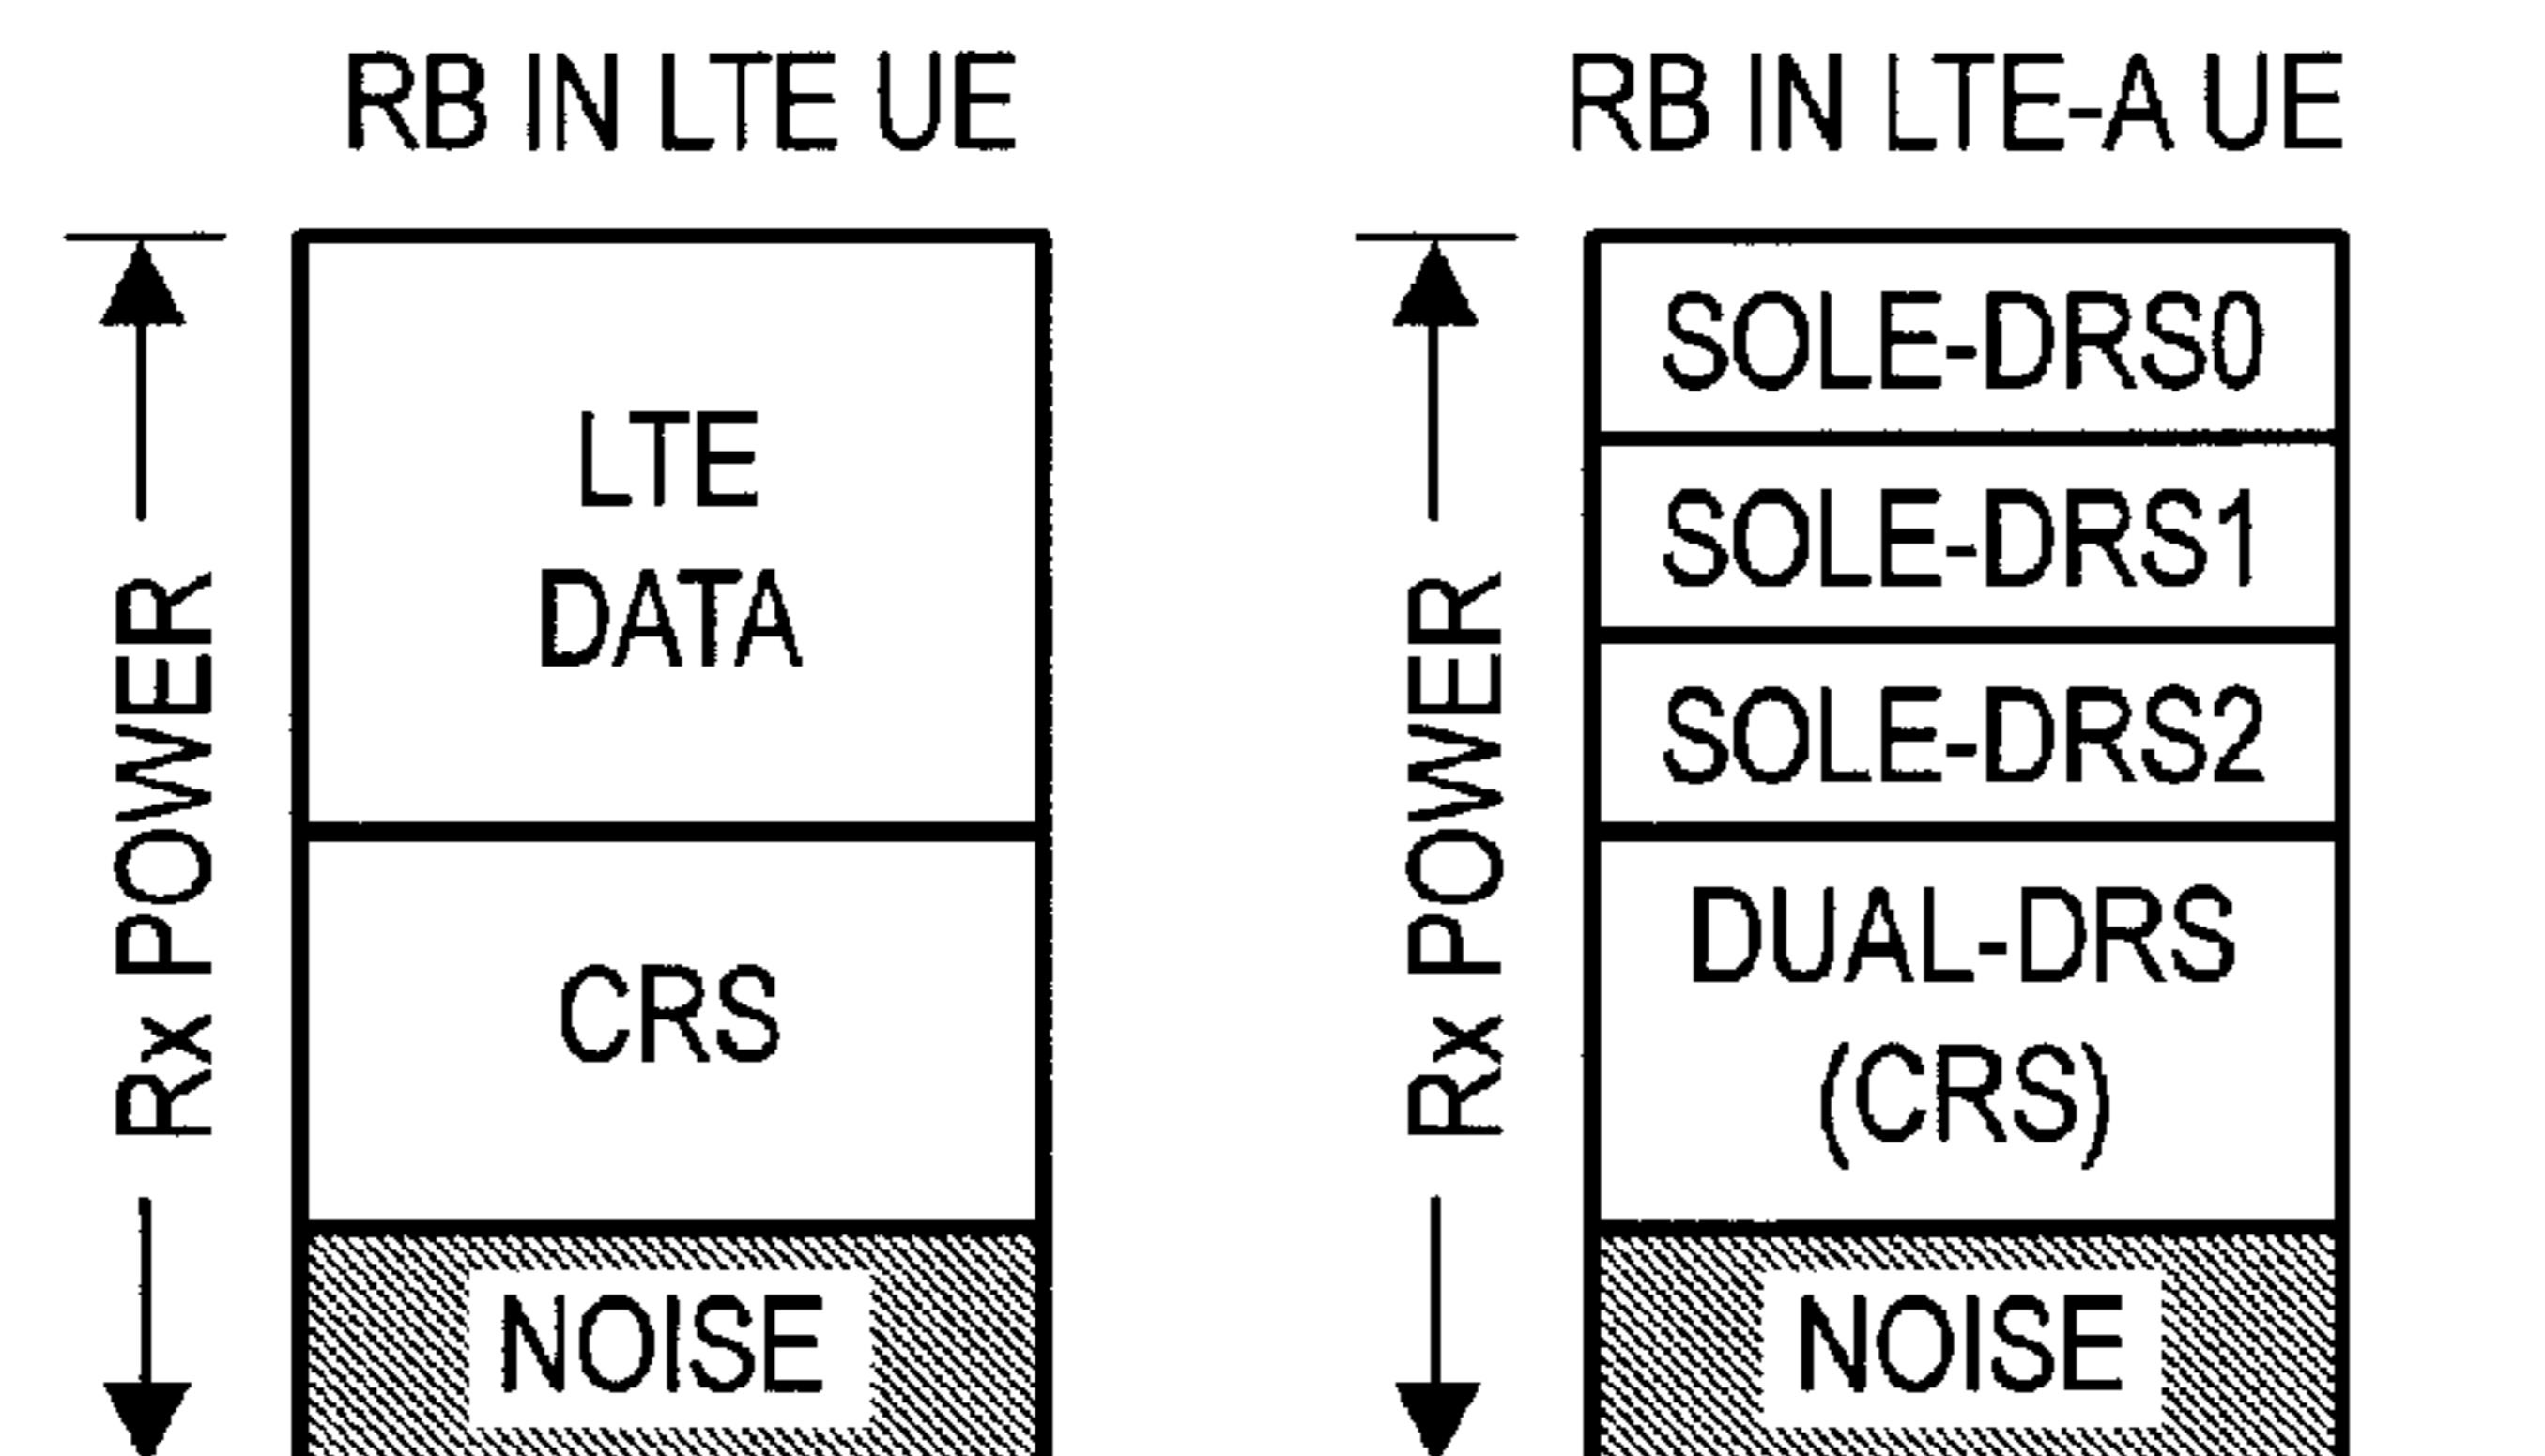 RB IN LTE UE
Rx POWER
LTE
DATA
CRS
NOISE
RB IN LTE-A UE
Rx POWER
SOLE-DRS0
SOLE-DRS1
SOLE-DRS2
DUAL-DRS
(CRS)
NOISE